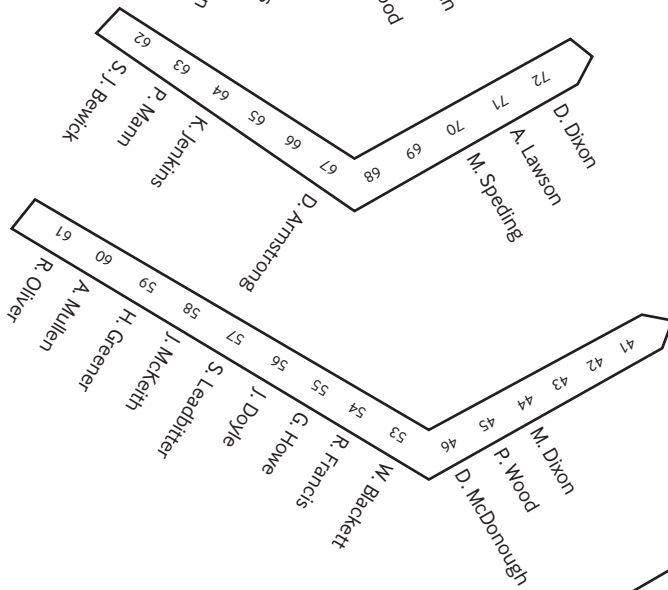 62
63
64
65
66
67
68
69
70
71
72
S. J. Bewick
P. Mann
K. Jenkins
D. Armstrong
M. Speding
A. Lawson
D. Dixon
61
60
59
58
57
56
55
54
53
46
45
44
43
42
41
R. Oliver
A. Mullen
H. Greener
J. McKeith
S. Leadbitter
J. Doyle
G. Howe
R. Francis
W. Blackett
D. McDonough
P. Wood
M. Dixon